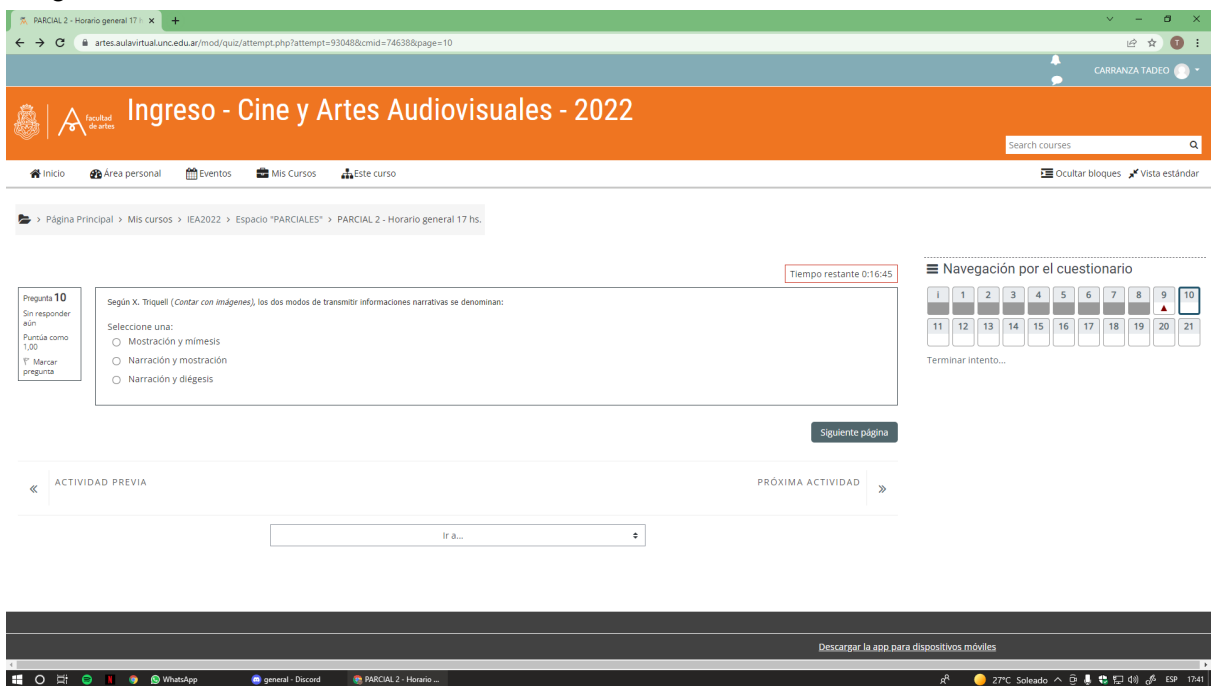 PARCIAL 2 - Horario general 17 h
artes.aulavirtual.unc.edu.ar/mod/quiz/attempt.php?attempt=93048&cmid=74638&page=10
T
CARRANZA TADEO
facultad
de artes
Ingreso - Cine y Artes Audiovisuales - 2022
Search courses
Inicio Área personal Eventos Mis Cursos Este curso Ocultar bloques Vista estándar
> Página Principal > Mis cursos > IEA2022 > Espacio "PARCIALES" > PARCIAL 2 - Horario general 17 hs.
Tiempo restante 0:16:45
Pregunta 10
Sin responder
aún
Puntúa como
1,00
Marcar
pregunta
Según X. Triquell (Contar con imágenes), los dos modos de transmitir informaciones narrativas se denominan:
Seleccione una:
Mostración y mímesis
Narración y mostración
Narración y diégesis
Siguiente página
Navegación por el cuestionario
i 1 2 3 4 5 6 7 8 9 10
11 12 13 14 15 16 17 18 19 20 21
Terminar intento...
ACTIVIDAD PREVIA
PRÓXIMA ACTIVIDAD
Ir a...
Descargar la app para dispositivos móviles
WhatsApp general - Discord PARCIAL 2 - Horario ... 27°C Soleado ESP 17:41